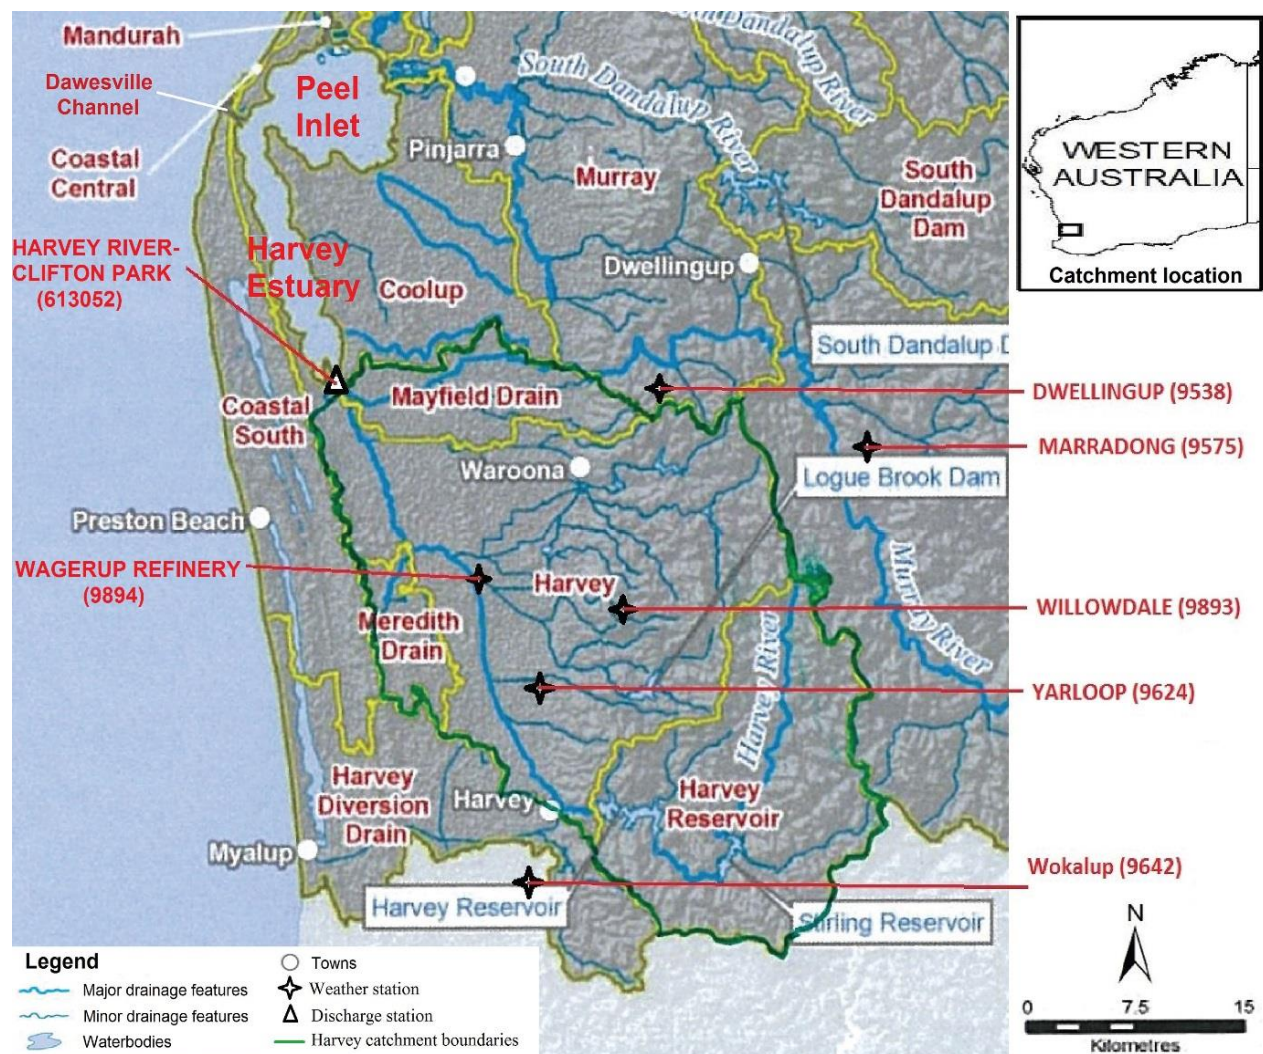 Mandurah
Dawesville
Channel
Coastal
Central
Peel
Inlet
Pinjarra
South Dandalup River
South Dandalup River
Murray
South
Dandalup
Dam
HARVEY RIVER-
CLIFTON PARK
(613052)
Harvey
Estuary
Coolup
Dwellingup
South Dandalup D
Mayfield Drain
Coastal
South
Waroona
Logue Brook Dam
Preston Beach
WAGERUP REFINERY
(9894)
Harvey
Meredith
Drain
Murray River
Harvey River
Harvey
Diversion
Drain
Harvey
Harvey
Reservoir
Myalup
Harvey Reservoir
Stirling Reservoir
WESTERN
AUSTRALIA
Catchment location
DWELLINGUP (9538)
MARRADONG (9575)
WILLOWDALE (9893)
YARLOOP (9624)
Wokalup (9642)
N
0 7.5 15
Kilometres
Legend
Major drainage features
Minor drainage features
Waterbodies
Towns
Weather station
Discharge station
Harvey catchment boundaries